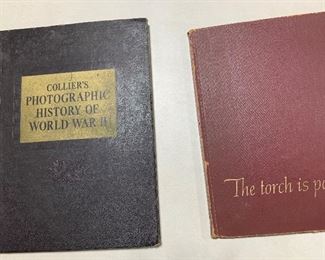 COLLIER'S
PHOTOGRAPHIC
HISTORY OF
WORLD WAR II
The torch is